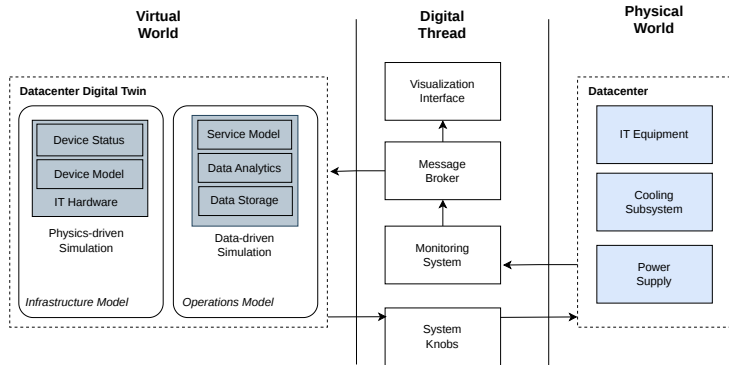 Virtual
World
Digital
Thread
Physical
World
Datacenter Digital Twin
Device Status
Device Model
IT Hardware
Physics-driven
Simulation
Infrastructure Model
Service Model
Data Analytics
Data Storage
Data-driven
Simulation
Operations Model
Visualization
Interface
Message
Broker
Monitoring
System
System
Knobs
Datacenter
IT Equipment
Cooling
Subsystem
Power
Supply